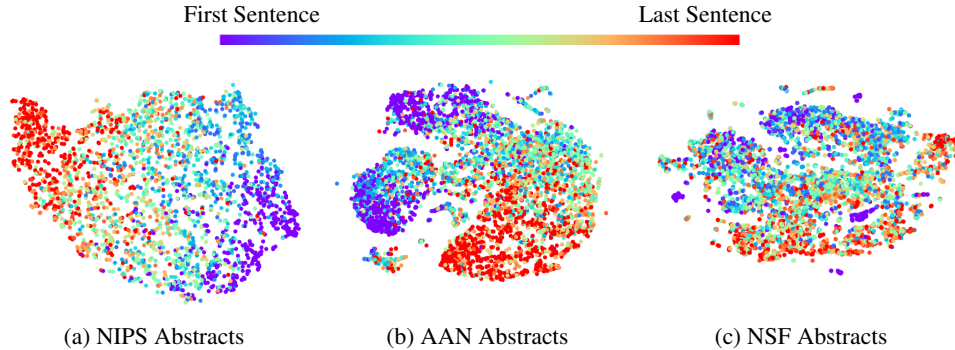 First Sentence Last Sentence
(a) NIPS Abstracts (b) AAN Abstracts (c) NSF Abstracts